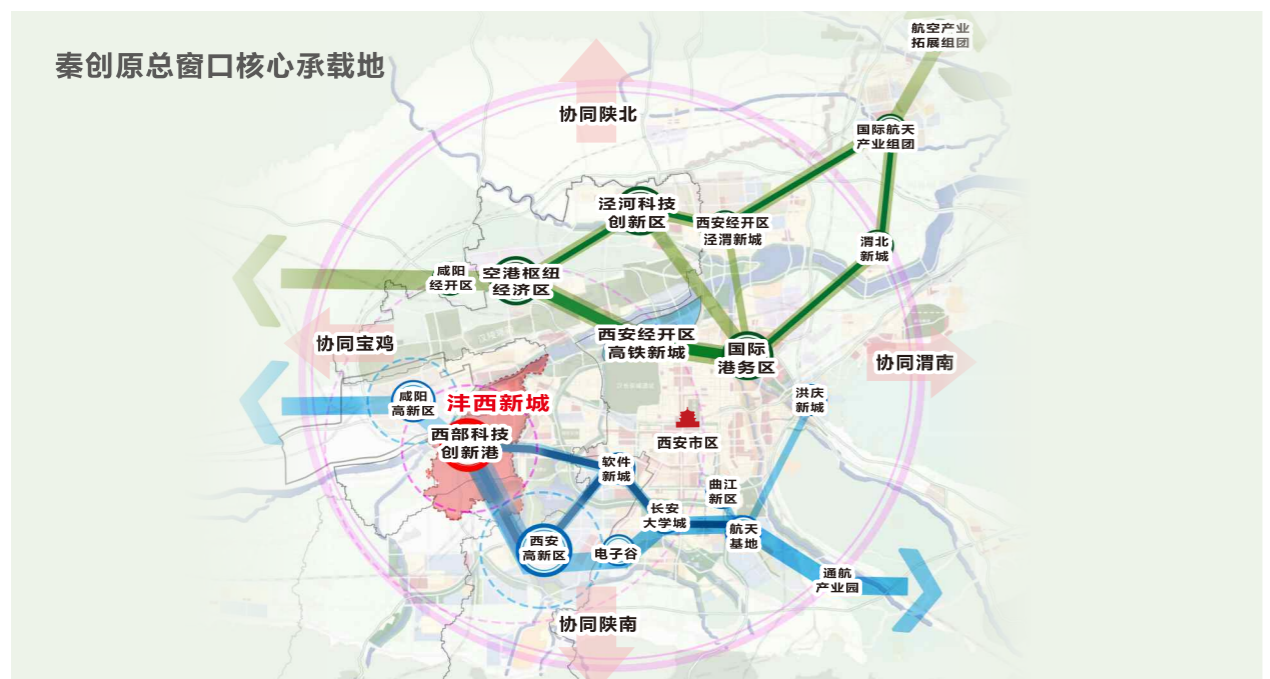 秦创原总窗口核心承载地
航空产业
拓展组团
协同陕北
国际航天
产业组团
泾河科技
创新区
西安经开区
泾渭新城
渭北
新城
咸阳
经开区
空港枢纽
经济区
协同宝鸡
西安经开区
高铁新城
国际
港务区
协同渭南
咸阳
高新区
沣西新城
洪庆
新城
西部科技
创新港
西安市区
软件
新城
曲江
新区
长安
大学城
航天
基地
西安
高新区
电子谷
通航
产业园
协同陕南